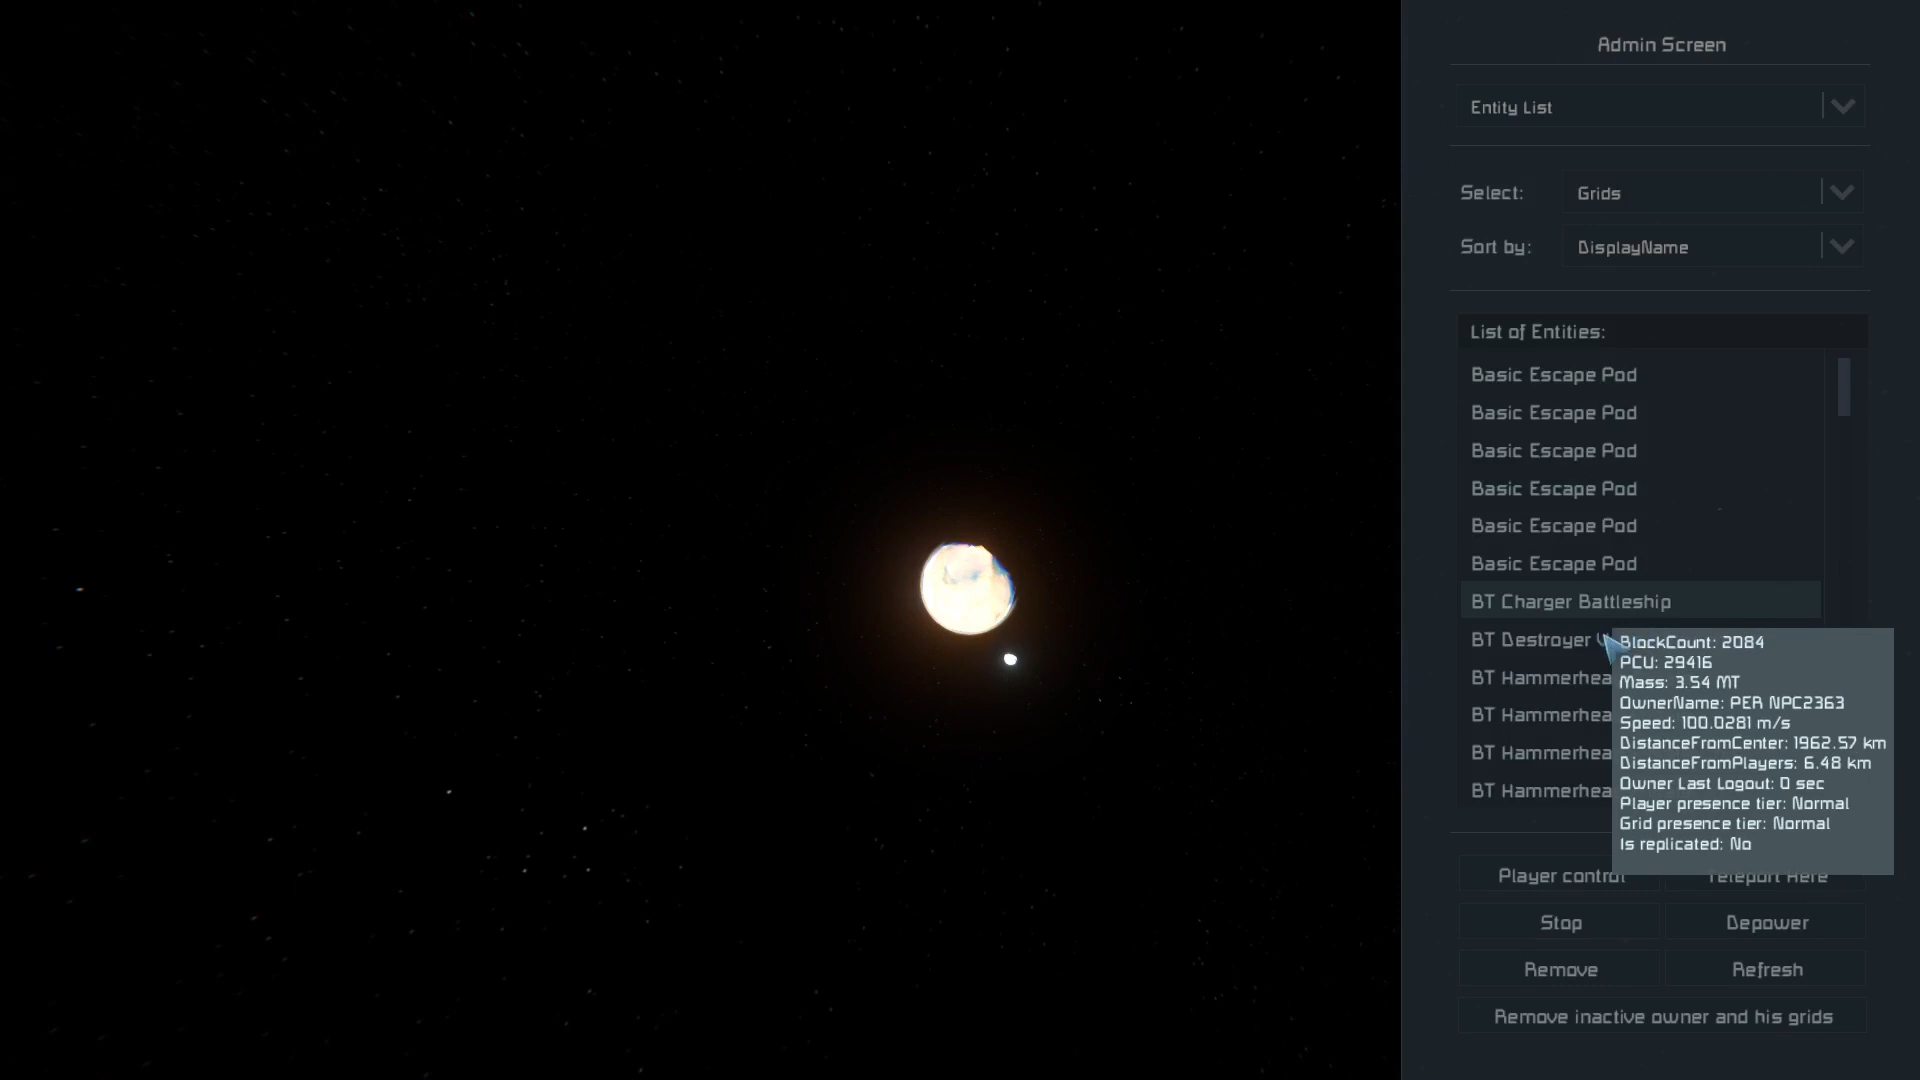 Admin Screen
Entity List
Select: Grids
Sort by: DisplayName
List of Entities:
Basic Escape Pod
Basic Escape Pod
Basic Escape Pod
Basic Escape Pod
Basic Escape Pod
Basic Escape Pod
BT Charger Battleship
BT Destroyer
BT Hammerhea
BT Hammerhea
BT Hammerhea
BT Hammerhea
BlockCount: 2084
PCU: 29416
Mass: 3.54 MT
OwnerName: PER NPC2363
Speed: 100.0281 m/s
DistanceFromCenter: 1962.57 km
DistanceFromPlayers: 6.48 km
Owner Last Logout: 0 sec
Player presence tier: Normal
Grid presence tier: Normal
Is replicated: No
Player control Teleport Here
Stop Depower
Remove Refresh
Remove inactive owner and his grids